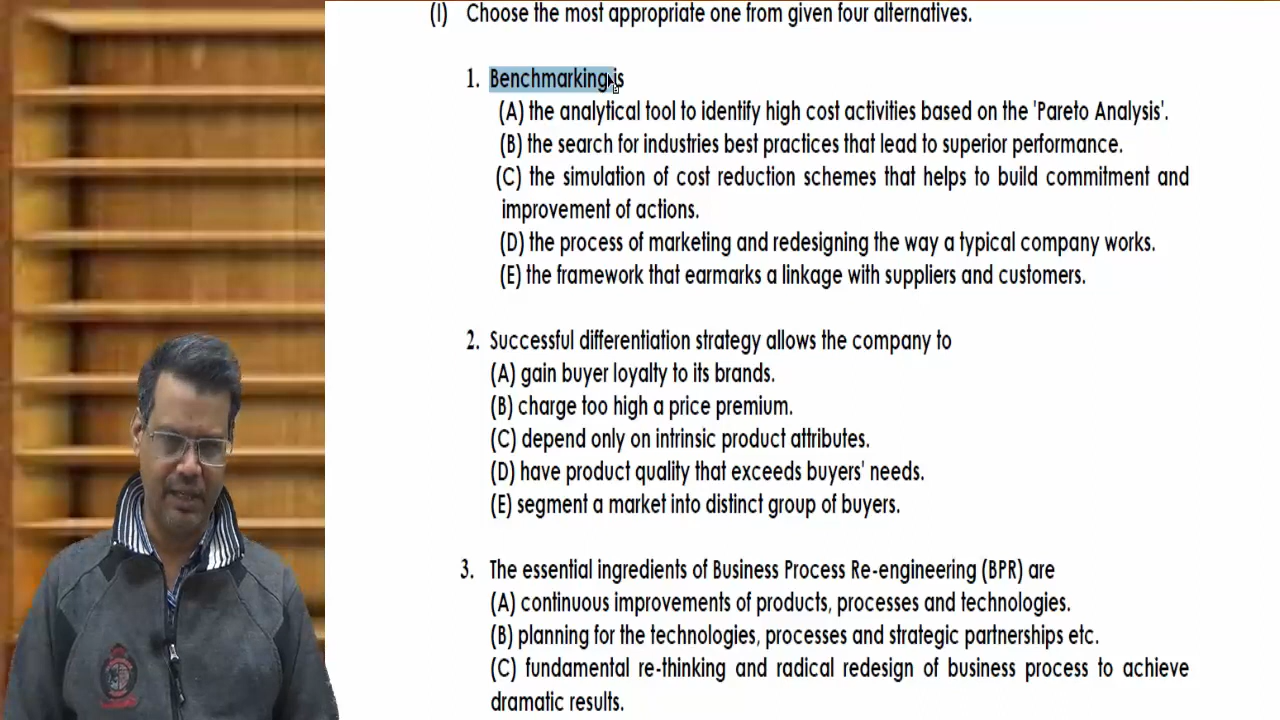 (I) Choose the most appropriate one from given four alternatives.
1. Benchmarking is
(A) the analytical tool to identify high cost activities based on the 'Pareto Analysis'.
(B) the search for industries best practices that lead to superior performance.
(C) the simulation of cost reduction schemes that helps to build commitment and
improvement of actions.
(D) the process of marketing and redesigning the way a typical company works.
(E) the framework that earmarks a linkage with suppliers and customers.
2. Successful differentiation strategy allows the company to
(A) gain buyer loyalty to its brands.
(B) charge too high a price premium.
(C) depend only on intrinsic product attributes.
(D) have product quality that exceeds buyers' needs.
(E) segment a market into distinct group of buyers.
3. The essential ingredients of Business Process Re-engineering (BPR) are
(A) continuous improvements of products, processes and technologies.
(B) planning for the technologies, processes and strategic partnerships etc.
(C) fundamental re-thinking and radical redesign of business process to achieve
dramatic results.